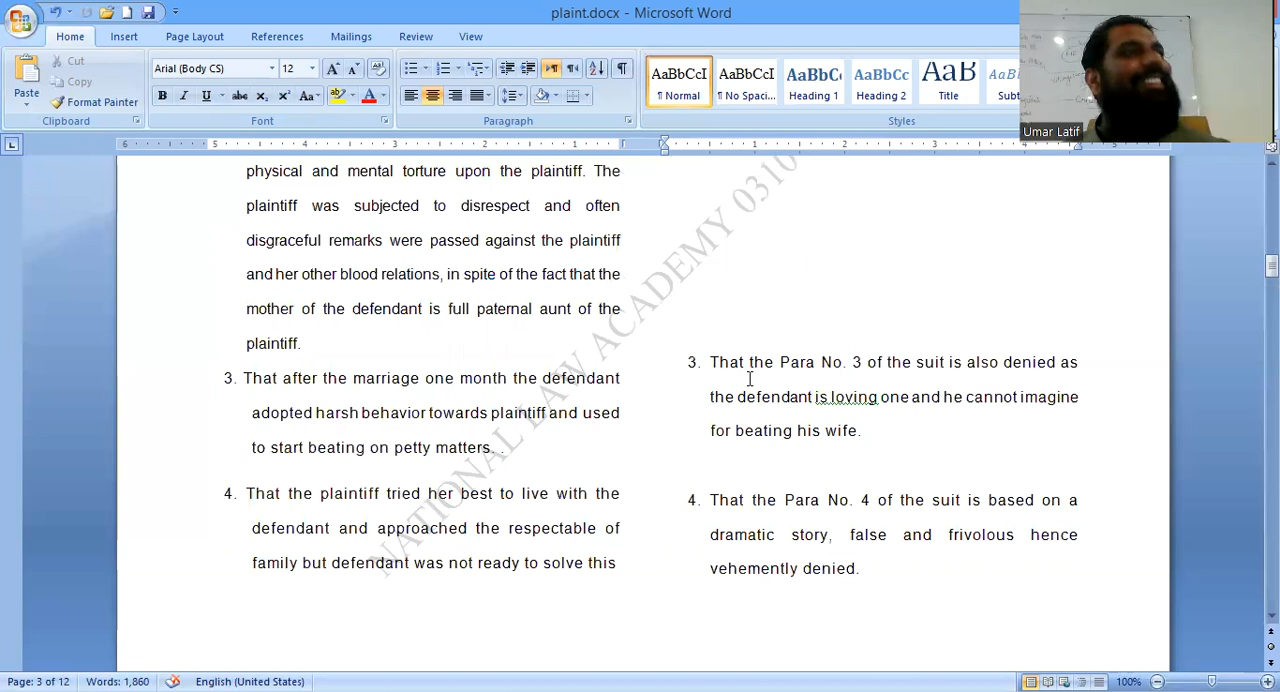 plaint.docx - Microsoft Word
Home Insert Page Layout References Mailings Review View
Cut
Copy
Paste
Format Painter
Clipboard
Arial (Body CS) 12
Font
Paragraph
AaBbCcI AaBbCcI AaBbC AaBbCc AaB
¶ Normal ¶ No Spaci... Heading 1 Heading 2 Title
Styles
Umar Latif
physical and mental torture upon the plaintiff. The
plaintiff was subjected to disrespect and often
disgraceful remarks were passed against the plaintiff
and her other blood relations, in spite of the fact that the
mother of the defendant is full paternal aunt of the
plaintiff.
3. That after the marriage one month the defendant
adopted harsh behavior towards plaintiff and used
to start beating on petty matters. .
4. That the plaintiff tried her best to live with the
defendant and approached the respectable of
family but defendant was not ready to solve this
3. That the Para No. 3 of the suit is also denied as
the defendant is loving one and he cannot imagine
for beating his wife.
4. That the Para No. 4 of the suit is based on a
dramatic story, false and frivolous hence
vehemently denied.
NATIONAL LAW ACADEMY 0310
Page: 3 of 12 Words: 1,860 English (United States) 100%